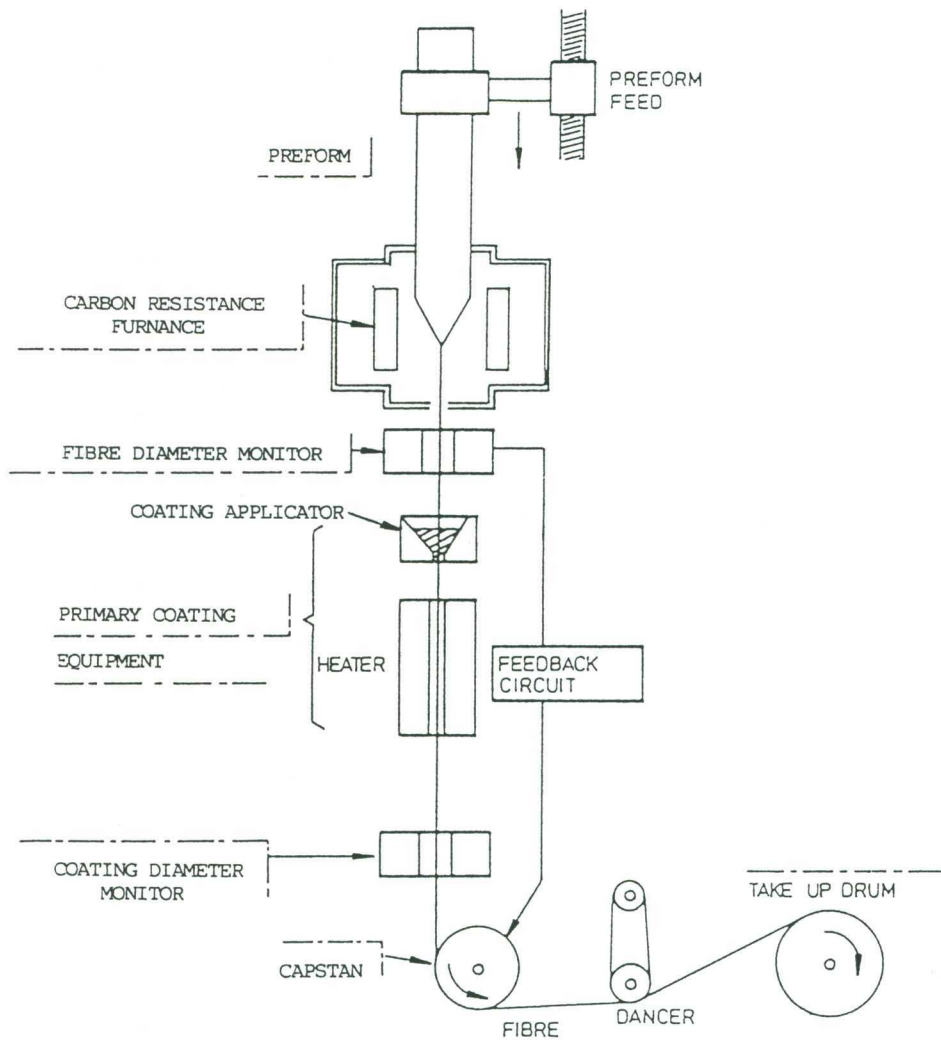 PREFORM
FEED
PREFORM
CARBON RESISTANCE
FURNANCE
FIBRE DIAMETER MONITOR
COATING APPLICATOR
PRIMARY COATING
EQUIPMENT
HEATER
FEEDBACK
CIRCUIT
COATING DIAMETER
MONITOR
TAKE UP DRUM
CAPSTAN
FIBRE
DANCER